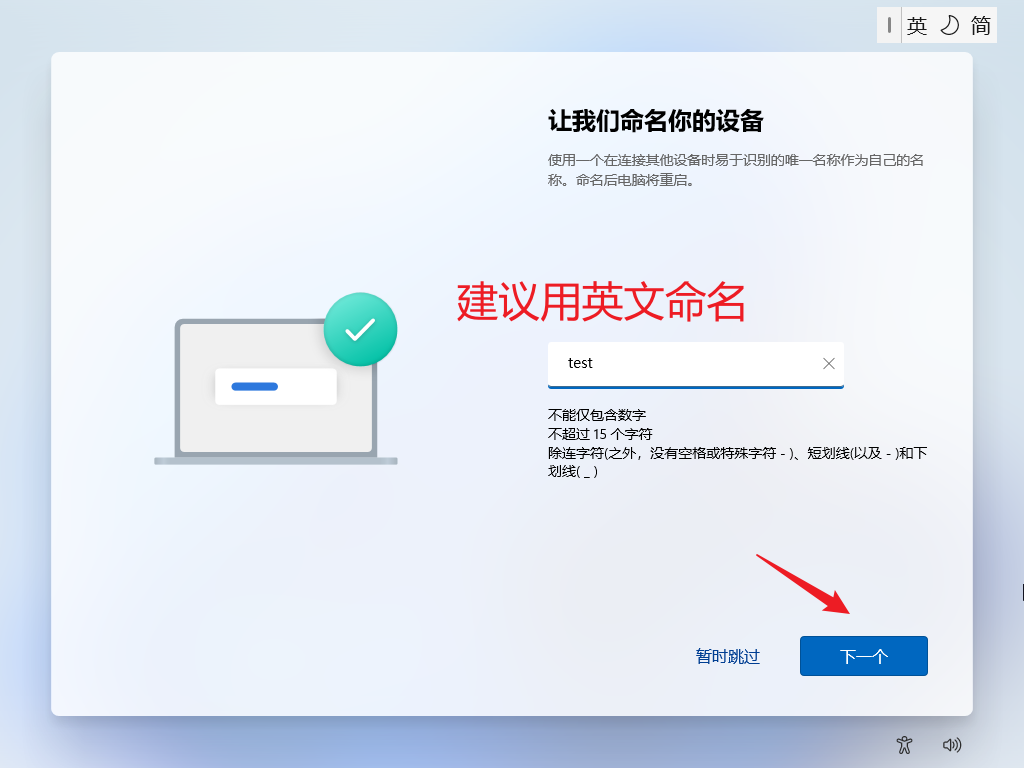 英 简
让我们命名你的设备
使用一个在连接其他设备时易于识别的唯一名称作为自己的名
称。命名后电脑将重启。
建议用英文命名
test
不能仅包含数字
不超过 15 个字符
除连字符(之外，没有空格或特殊字符 - )、短划线(以及 - )和下
划线( _ )
暂时跳过
下一个